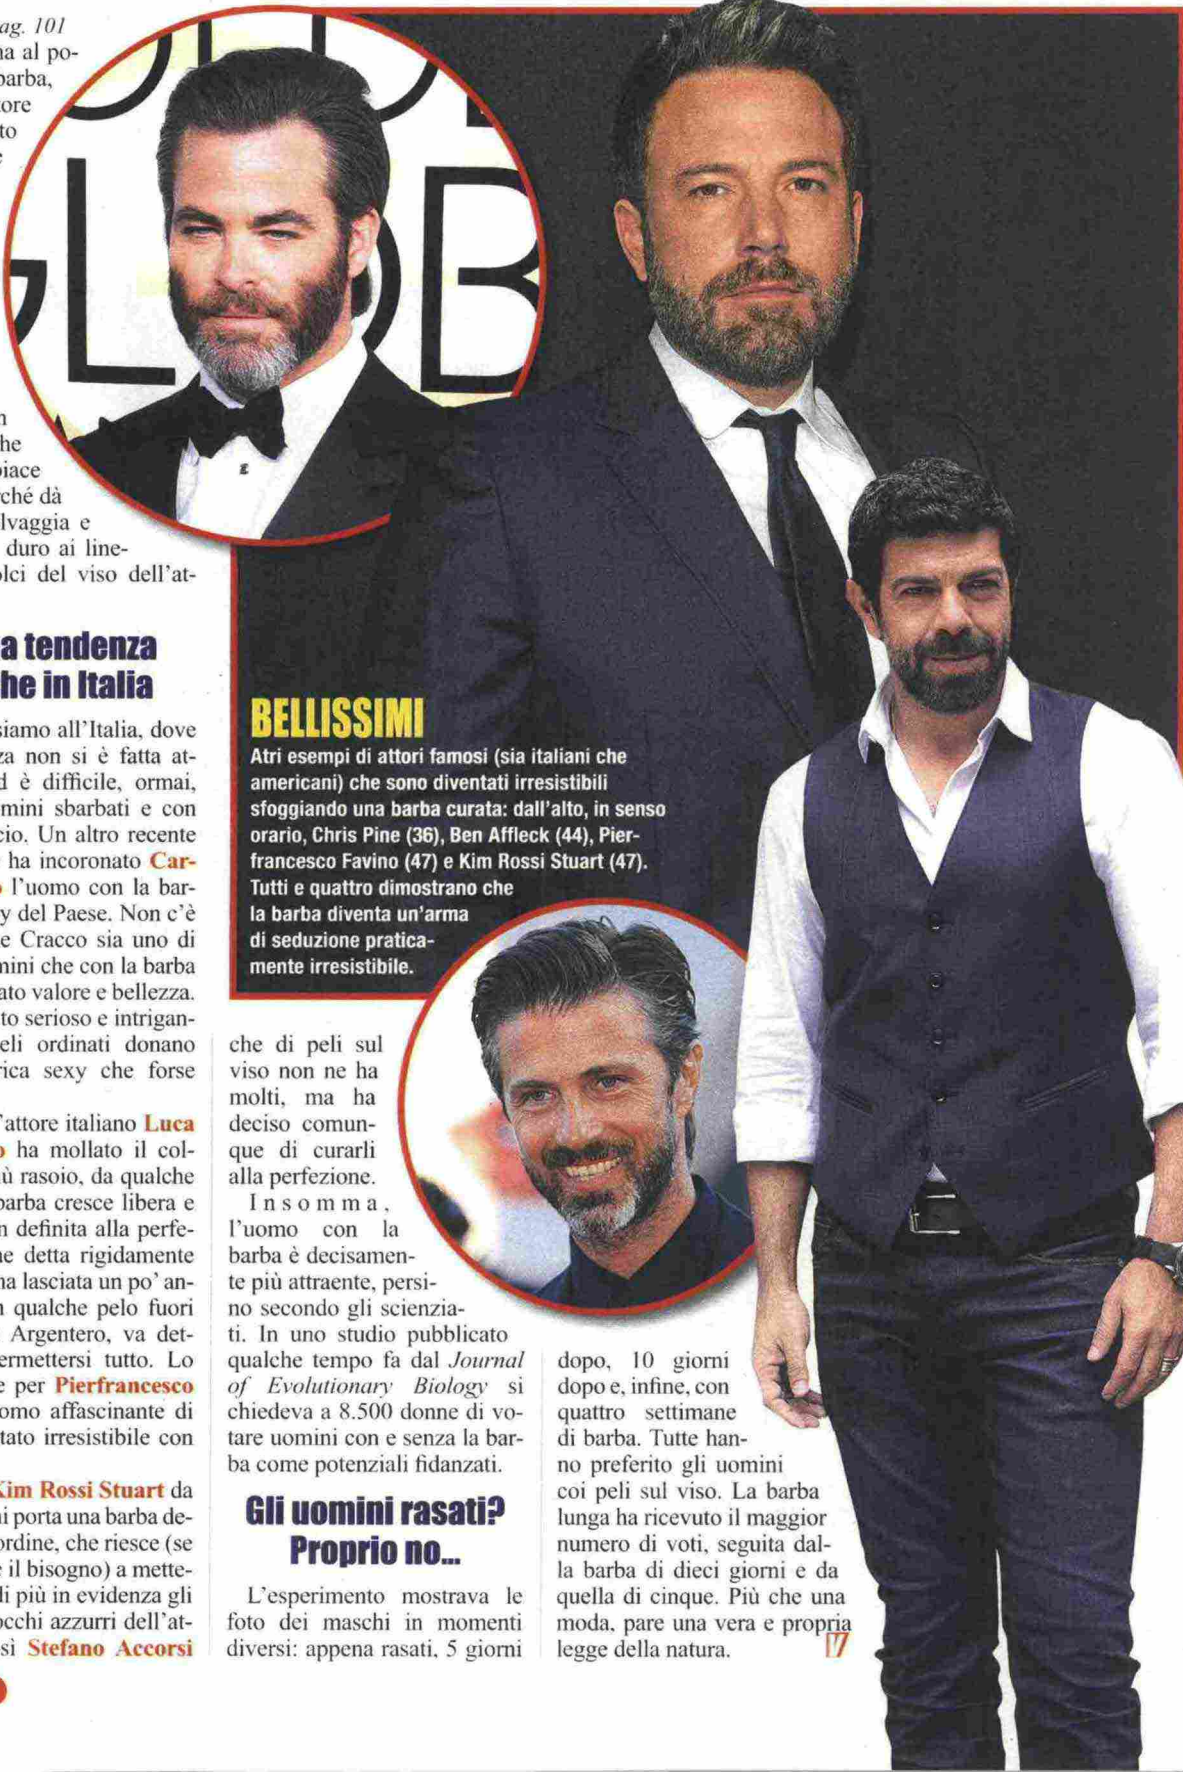 ag. 101
na al po-
barba,
ore
to
GLOB
n
he
iace
ché dà
lvaggia e
duro ai line-
olci del viso dell'at-
a tendenza
he in Italia
siamo all'Italia, dove
za non si è fatta at-
d è difficile, ormai,
mini sbarbati e con
cio. Un altro recente
ha incoronato Car-
o l'uomo con la bar-
y del Paese. Non c'è
e Cracco sia uno di
mini che con la barba
ato valore e bellezza.
to serioso e intrigan-
eli ordinati donano
rica sexy che forse
'attore italiano Luca
o ha mollato il col-
ù rasoio, da qualche
barba cresce libera e
n definita alla perfe-
ne detta rigidamente
na lasciata un po' an-
n qualche pelo fuori
Argentero, va det-
ermettersi tutto. Lo
e per Pierfrancesco
omo affascinante di
tato irresistibile con
Kim Rossi Stuart da
ni porta una barba de-
ordine, che riesce (se
e il bisogno) a mette-
di più in evidenza gli
occhi azzurri dell'at-
sì Stefano Accorsi
BELLISSIMI
Atri esempi di attori famosi (sia italiani che
americani) che sono diventati irresistibili
sfoggiando una barba curata: dall'alto, in senso
orario, Chris Pine (36), Ben Affleck (44), Pier-
francesco Favino (47) e Kim Rossi Stuart (47).
Tutti e quattro dimostrano che
la barba diventa un'arma
di seduzione pratica-
mente irresistibile.
che di peli sul
viso non ne ha
molti, ma ha
deciso comun-
que di curarli
alla perfezione.
Insomma,
l'uomo con la
barba è decisamen-
te più attraente, persi-
no secondo gli scienzia-
ti. In uno studio pubblicato
qualche tempo fa dal Journal
of Evolutionary Biology si
chiedeva a 8.500 donne di vo-
tare uomini con e senza la bar-
ba come potenziali fidanzati.
Gli uomini rasati?
Proprio no...
L'esperimento mostrava le
foto dei maschi in momenti
diversi: appena rasati, 5 giorni
dopo, 10 giorni
dopo e, infine, con
quattro settimane
di barba. Tutte han-
no preferito gli uomini
coi peli sul viso. La barba
lunga ha ricevuto il maggior
numero di voti, seguita dal-
la barba di dieci giorni e da
quella di cinque. Più che una
moda, pare una vera e propria
legge della natura.